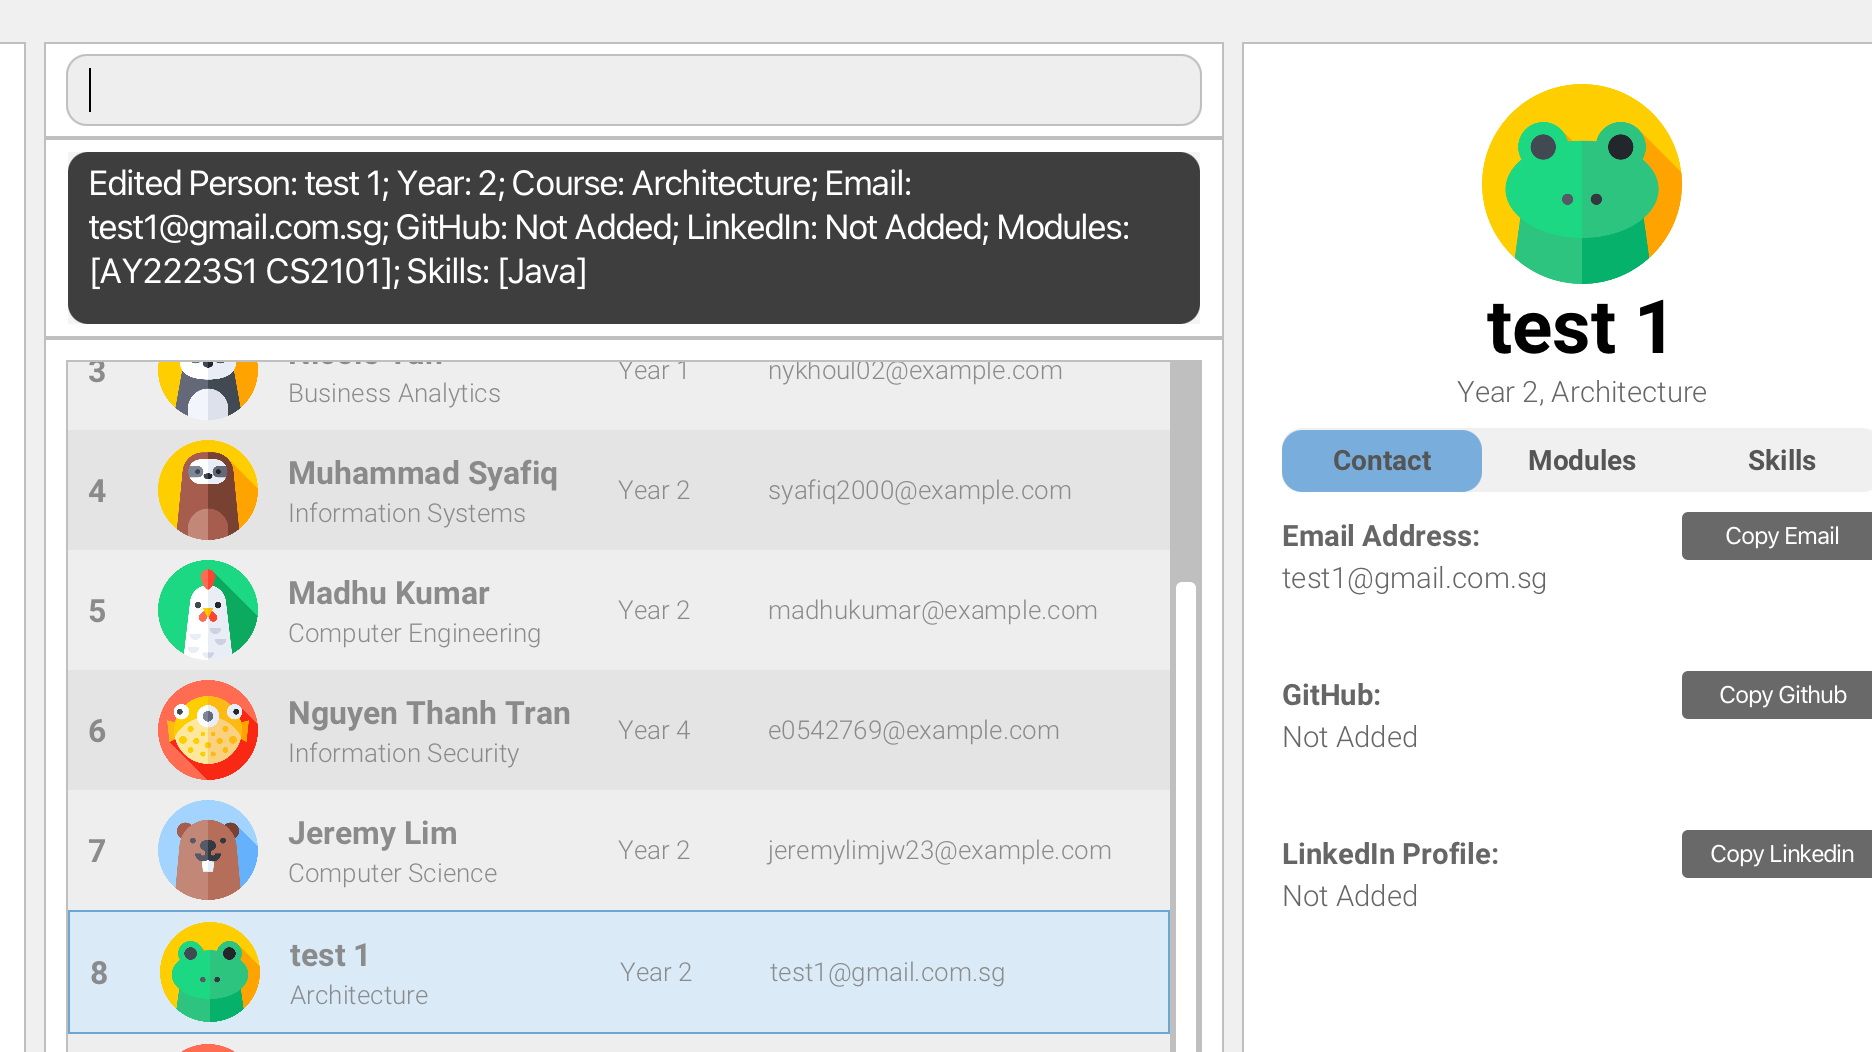 Edited Person: test 1; Year: 2; Course: Architecture; Email:
test1@gmail.com.sg; GitHub: Not Added; LinkedIn: Not Added; Modules:
[AY2223S1 CS2101]; Skills: [Java]
3
Year 1
nykhoul02@example.com
Business Analytics
4
Muhammad Syafiq
Information Systems
Year 2
syafiq2000@example.com
5
Madhu Kumar
Computer Engineering
Year 2
madhukumar@example.com
6
Nguyen Thanh Tran
Information Security
Year 4
e0542769@example.com
7
Jeremy Lim
Computer Science
Year 2
jeremylimjw23@example.com
8
test 1
Architecture
Year 2
test1@gmail.com.sg
test 1
Year 2, Architecture
Contact Modules Skills
Email Address:
Copy Email
test1@gmail.com.sg
GitHub:
Copy Github
Not Added
LinkedIn Profile:
Copy Linkedin
Not Added